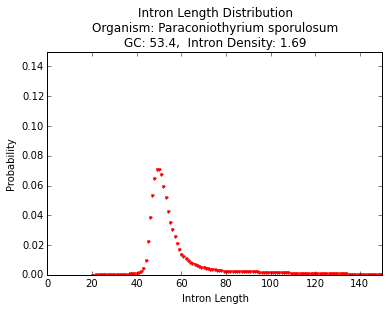 Intron Length Distribution
Organism: Paraconiothyrium sporulosum
GC: 53.4,  Intron Density: 1.69
0.14
0.12
0.10
0.08
0.06
0.04
0.02
0.00
Probability
0 20 40 60 80 100 120 140
Intron Length